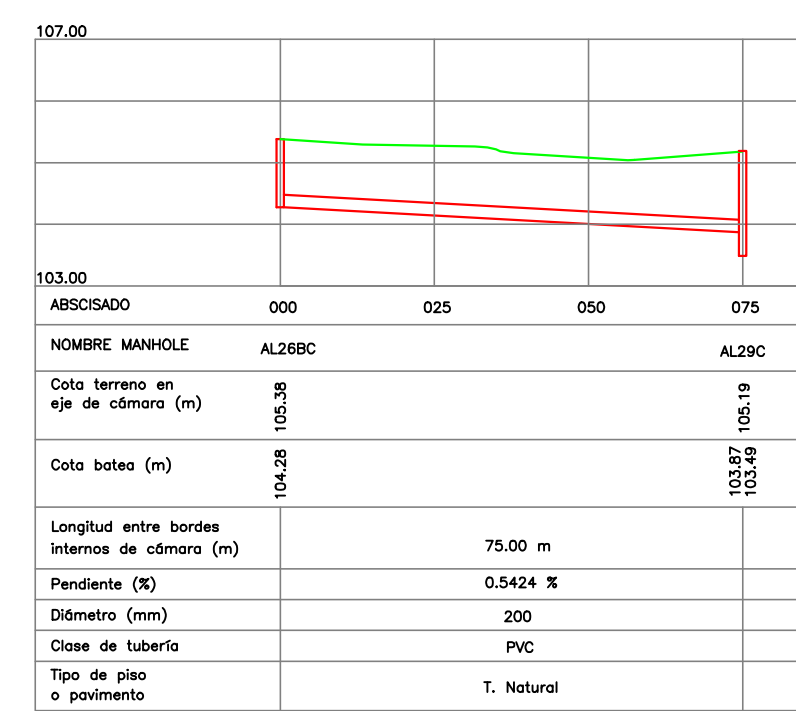 107.00
103.00
ABSCISADO 000 025 050 075
NOMBRE MANHOLE AL26BC AL29C
Cota terreno en
eje de cámara (m) 105.38 105.19
Cota batea (m) 104.28 103.87 103.49
Longitud entre bordes
internos de cámara (m) 75.00 m
Pendiente (%) 0.5424 %
Diámetro (mm) 200
Clase de tubería PVC
Tipo de piso
o pavimento T. Natural